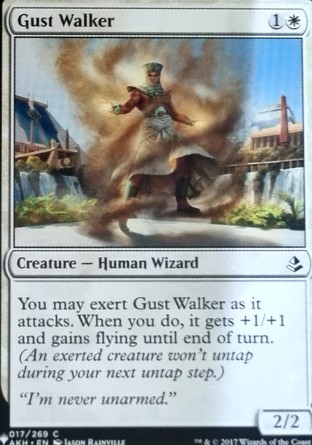 Gust Walker 1
Creature — Human Wizard
You may exert Gust Walker as it
attacks. When you do, it gets +1/+1
and gains flying until end of turn.
(An exerted creature won't untap
during your next untap step.)
"I'm never unarmed."
2/2
017/269 C
AKH • EN JASON RAINVILLE ™ & © 2017 Wizards of the Coast